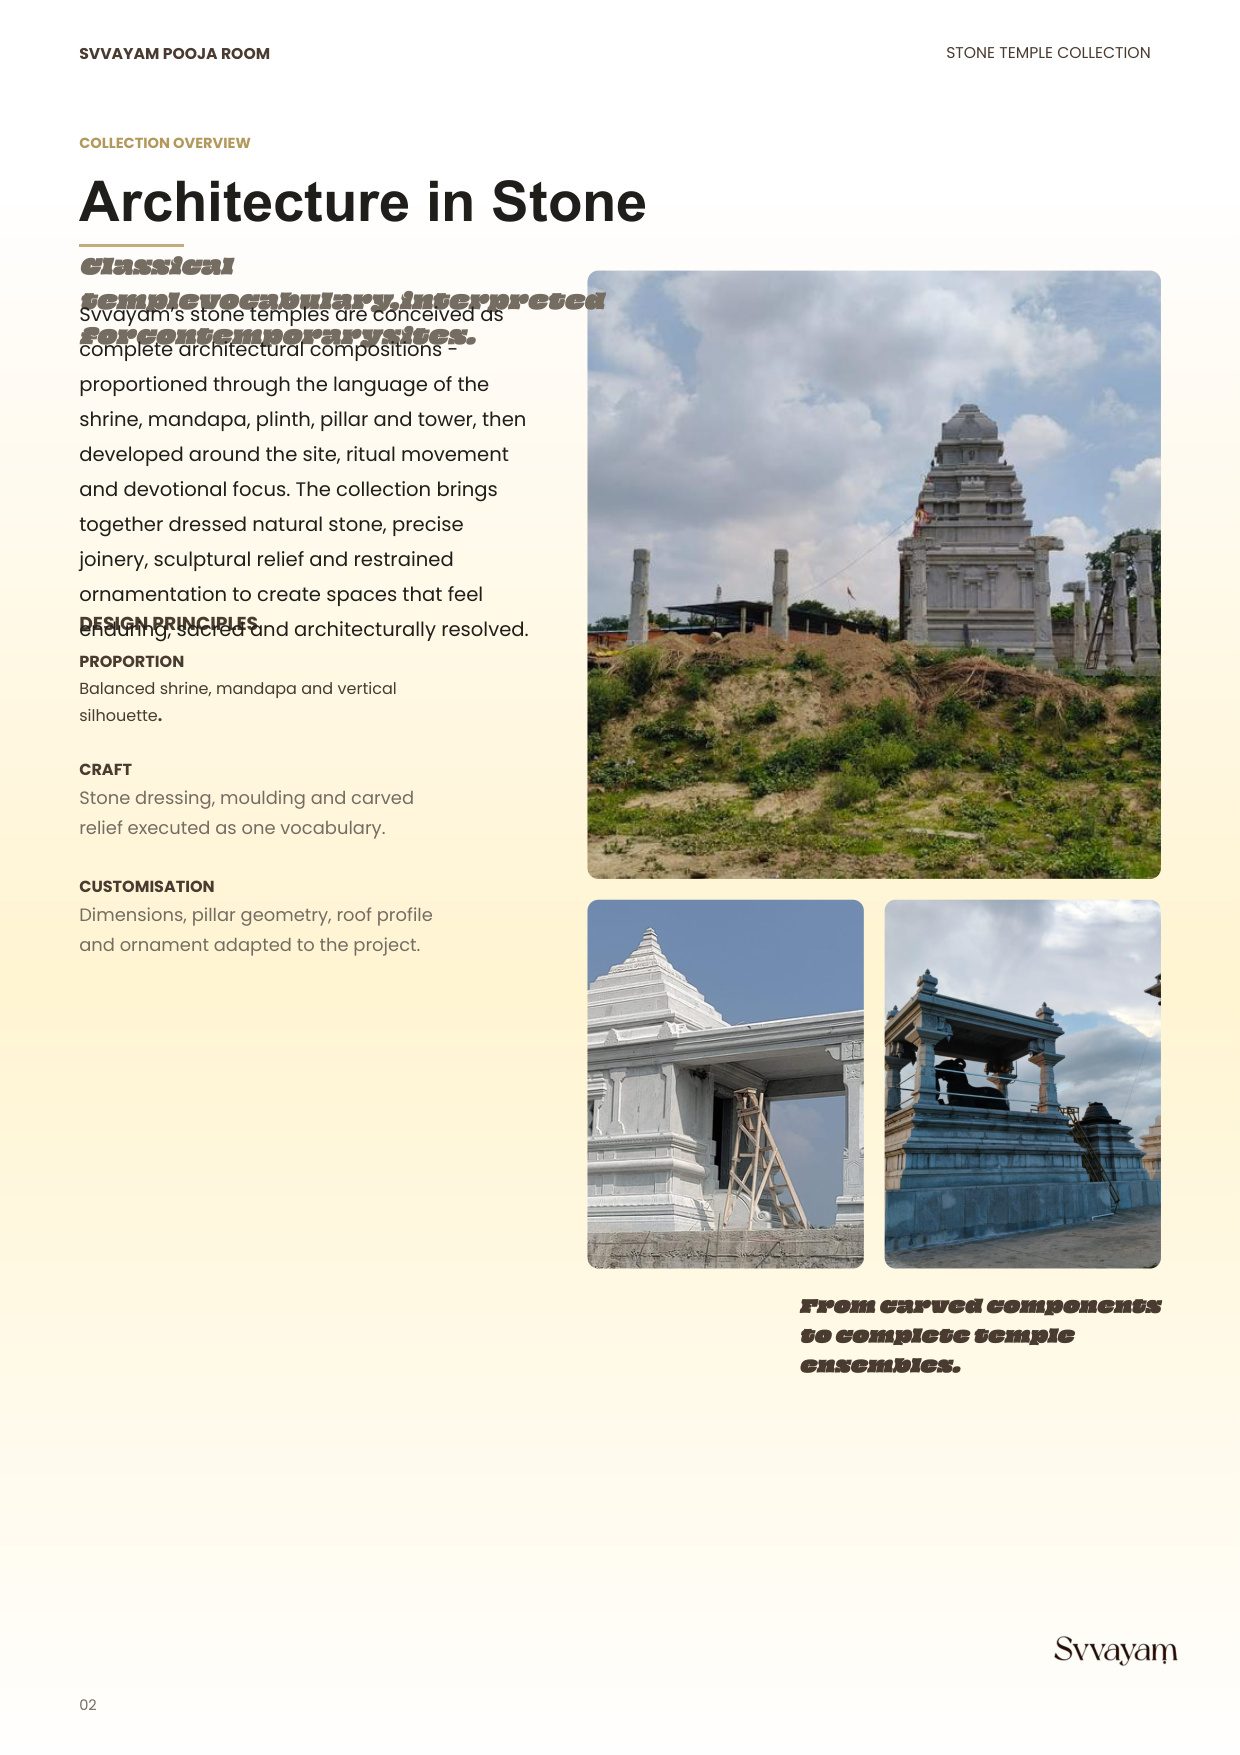 SVVAYAM POOJA ROOM
STONE TEMPLE COLLECTION
COLLECTION OVERVIEW
Architecture in Stone
Classical
templevocabulary,interpreted
forcontemporarysites.
Svvayam's stone temples are conceived as
complete architectural compositions -
proportioned through the language of the
shrine, mandapa, plinth, pillar and tower, then
developed around the site, ritual movement
and devotional focus. The collection brings
together dressed natural stone, precise
joinery, sculptural relief and restrained
ornamentation to create spaces that feel
enduring, sacred and architecturally resolved.
DESIGN PRINCIPLES
PROPORTION
Balanced shrine, mandapa and vertical
silhouette.
CRAFT
Stone dressing, moulding and carved
relief executed as one vocabulary.
CUSTOMISATION
Dimensions, pillar geometry, roof profile
and ornament adapted to the project.
From carved components
to complete temple
ensembles.
Svvayam
02